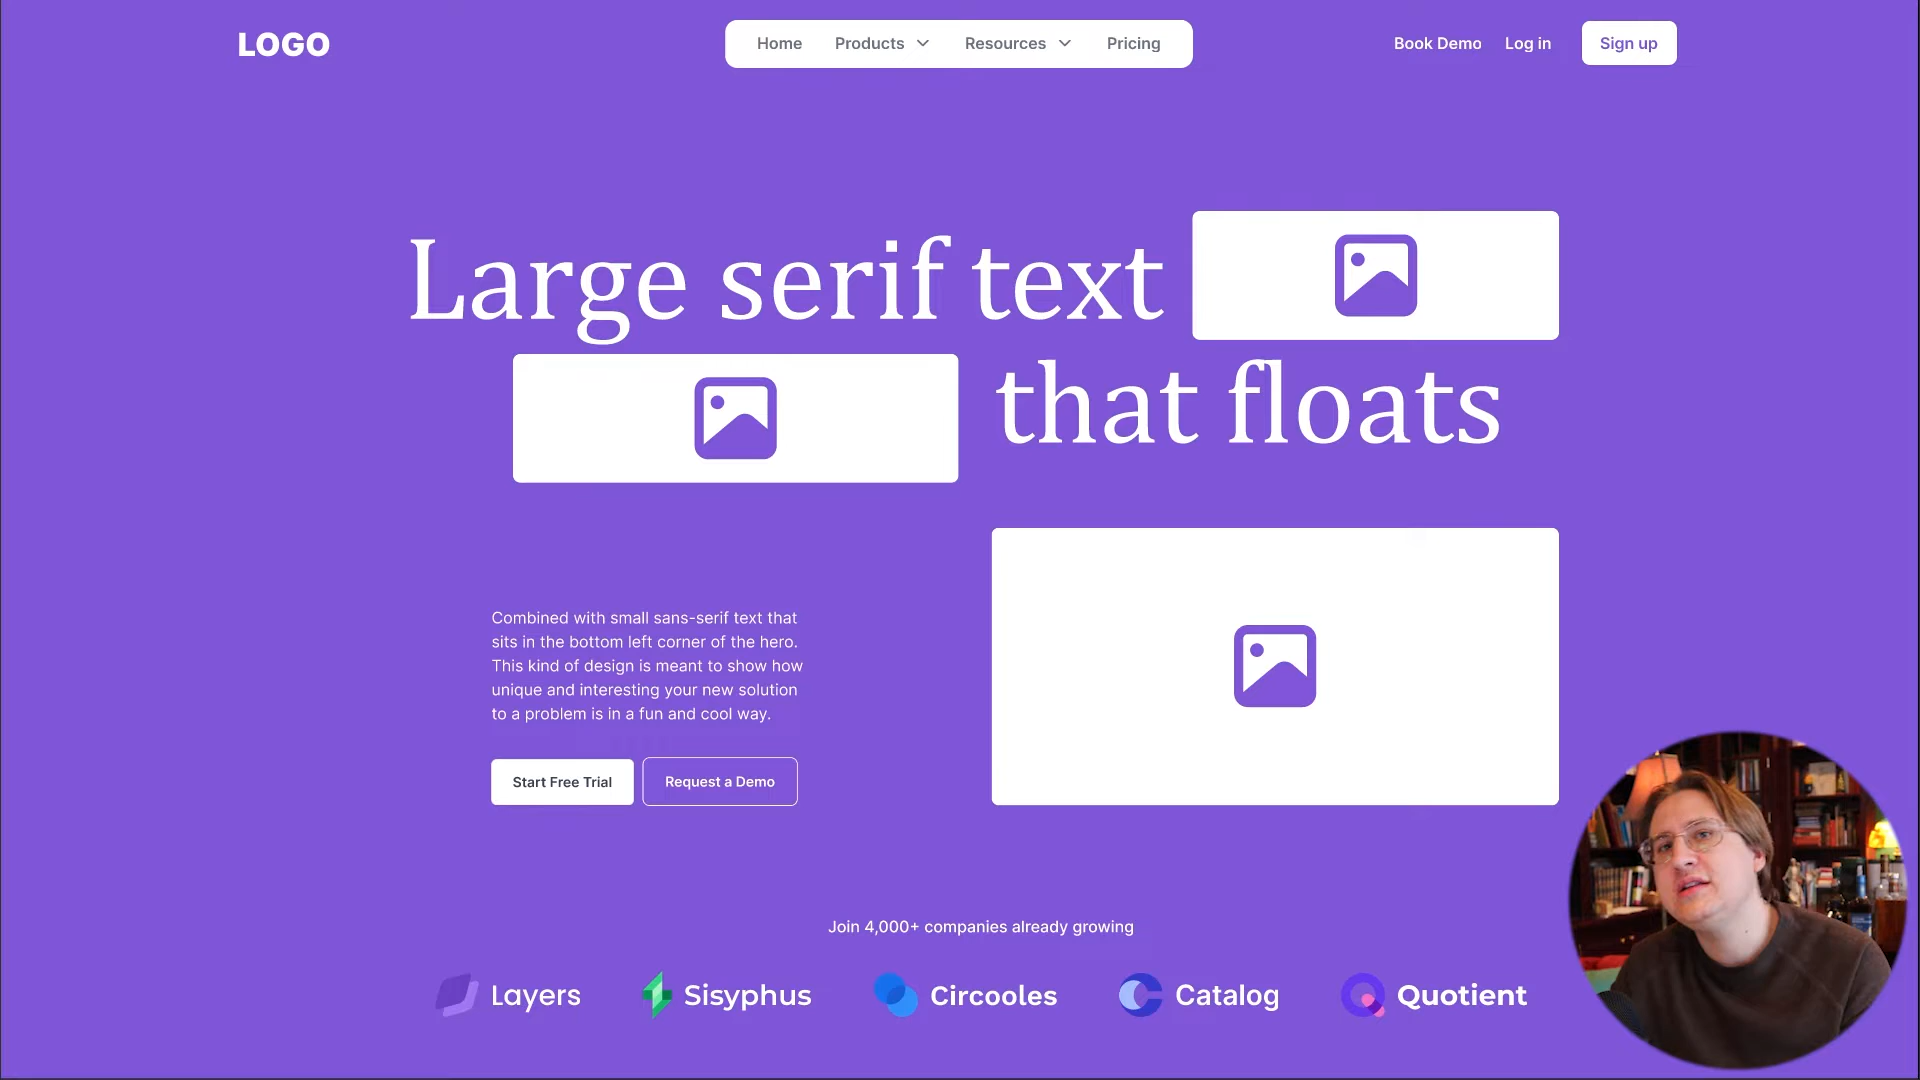 LOGO
Home Products Resources Pricing
Book Demo Log in Sign up
Large serif text
that floats
Combined with small sans-serif text that
sits in the bottom left corner of the hero.
This kind of design is meant to show how
unique and interesting your new solution
to a problem is in a fun and cool way.
Start Free Trial Request a Demo
Join 4,000+ companies already growing
Layers Sisyphus Circooles Catalog Quotient